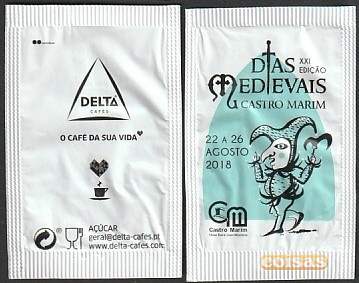 DELTA
CAFÉS
O CAFÉ DA SUA VIDA
AÇÚCAR
geral@delta-cafes.pt
www.delta-cafes.com
DIAS
MEDIEVAIS
XXI
EDIÇÃO
CASTRO MARIM
22 A 26
AGOSTO
2018
CM
Castro Marim
coisas